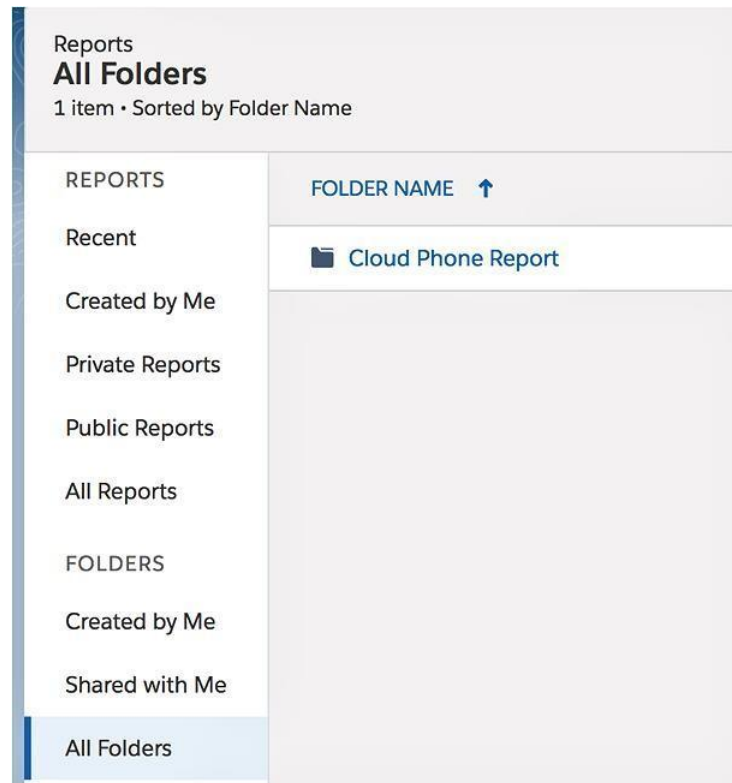 Reports
All Folders
1 item • Sorted by Folder Name
REPORTS
Recent
Created by Me
Private Reports
Public Reports
All Reports
FOLDERS
Created by Me
Shared with Me
All Folders
FOLDER NAME ↑
Cloud Phone Report